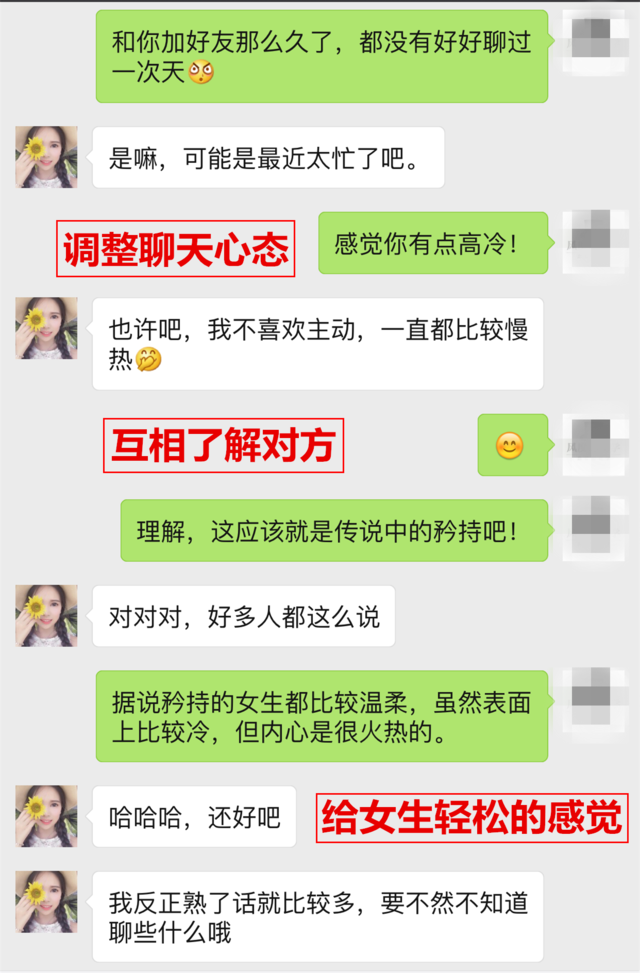 和你加好友那么久了，都没有好好聊过
一次天
是嘛，可能是最近太忙了吧。
调整聊天心态
感觉你有点高冷！
也许吧，我不喜欢主动，一直都比较慢
热
互相了解对方
理解，这应该就是传说中的矜持吧！
对对对，好多人都这么说
据说矜持的女生都比较温柔，虽然表面
上比较冷，但内心是很火热的。
哈哈哈，还好吧
给女生轻松的感觉
我反正熟了话就比较多，要不然不知道
聊些什么哦